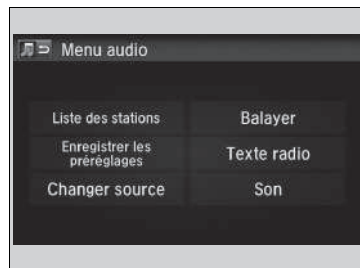 Menu audio
Liste des stations
Balayer
Enregistrer les
préréglages
Texte radio
Changer source
Son